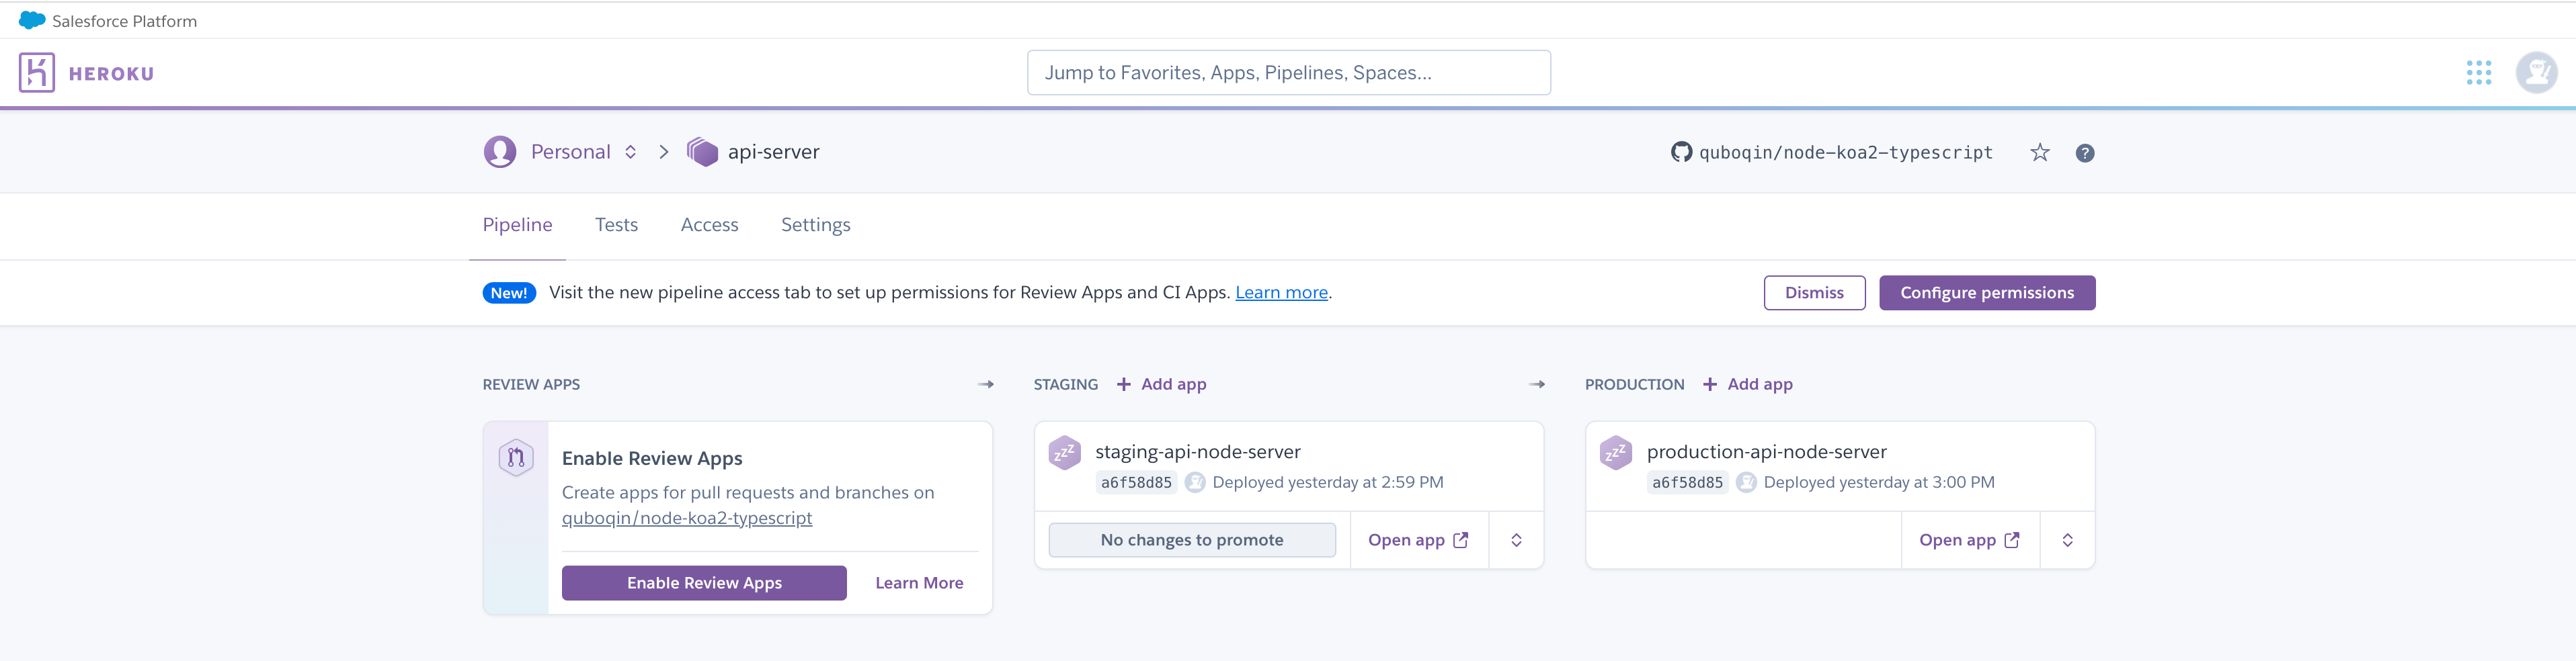 Salesforce Platform
HEROKU
Jump to Favorites, Apps, Pipelines, Spaces...
Personal
api-server
quboqin/node-koa2-typescript
?
Pipeline
Tests
Access
Settings
New!
Visit the new pipeline access tab to set up permissions for Review Apps and CI Apps. Learn more.
Dismiss
Configure permissions
REVIEW APPS
Enable Review Apps
Create apps for pull requests and branches on
quboqin/node-koa2-typescript
Enable Review Apps
Learn More
STAGING
+ Add app
zzZ
staging-api-node-server
a6f58d85
Deployed yesterday at 2:59 PM
No changes to promote
Open app
PRODUCTION
+ Add app
zzZ
production-api-node-server
a6f58d85
Deployed yesterday at 3:00 PM
Open app